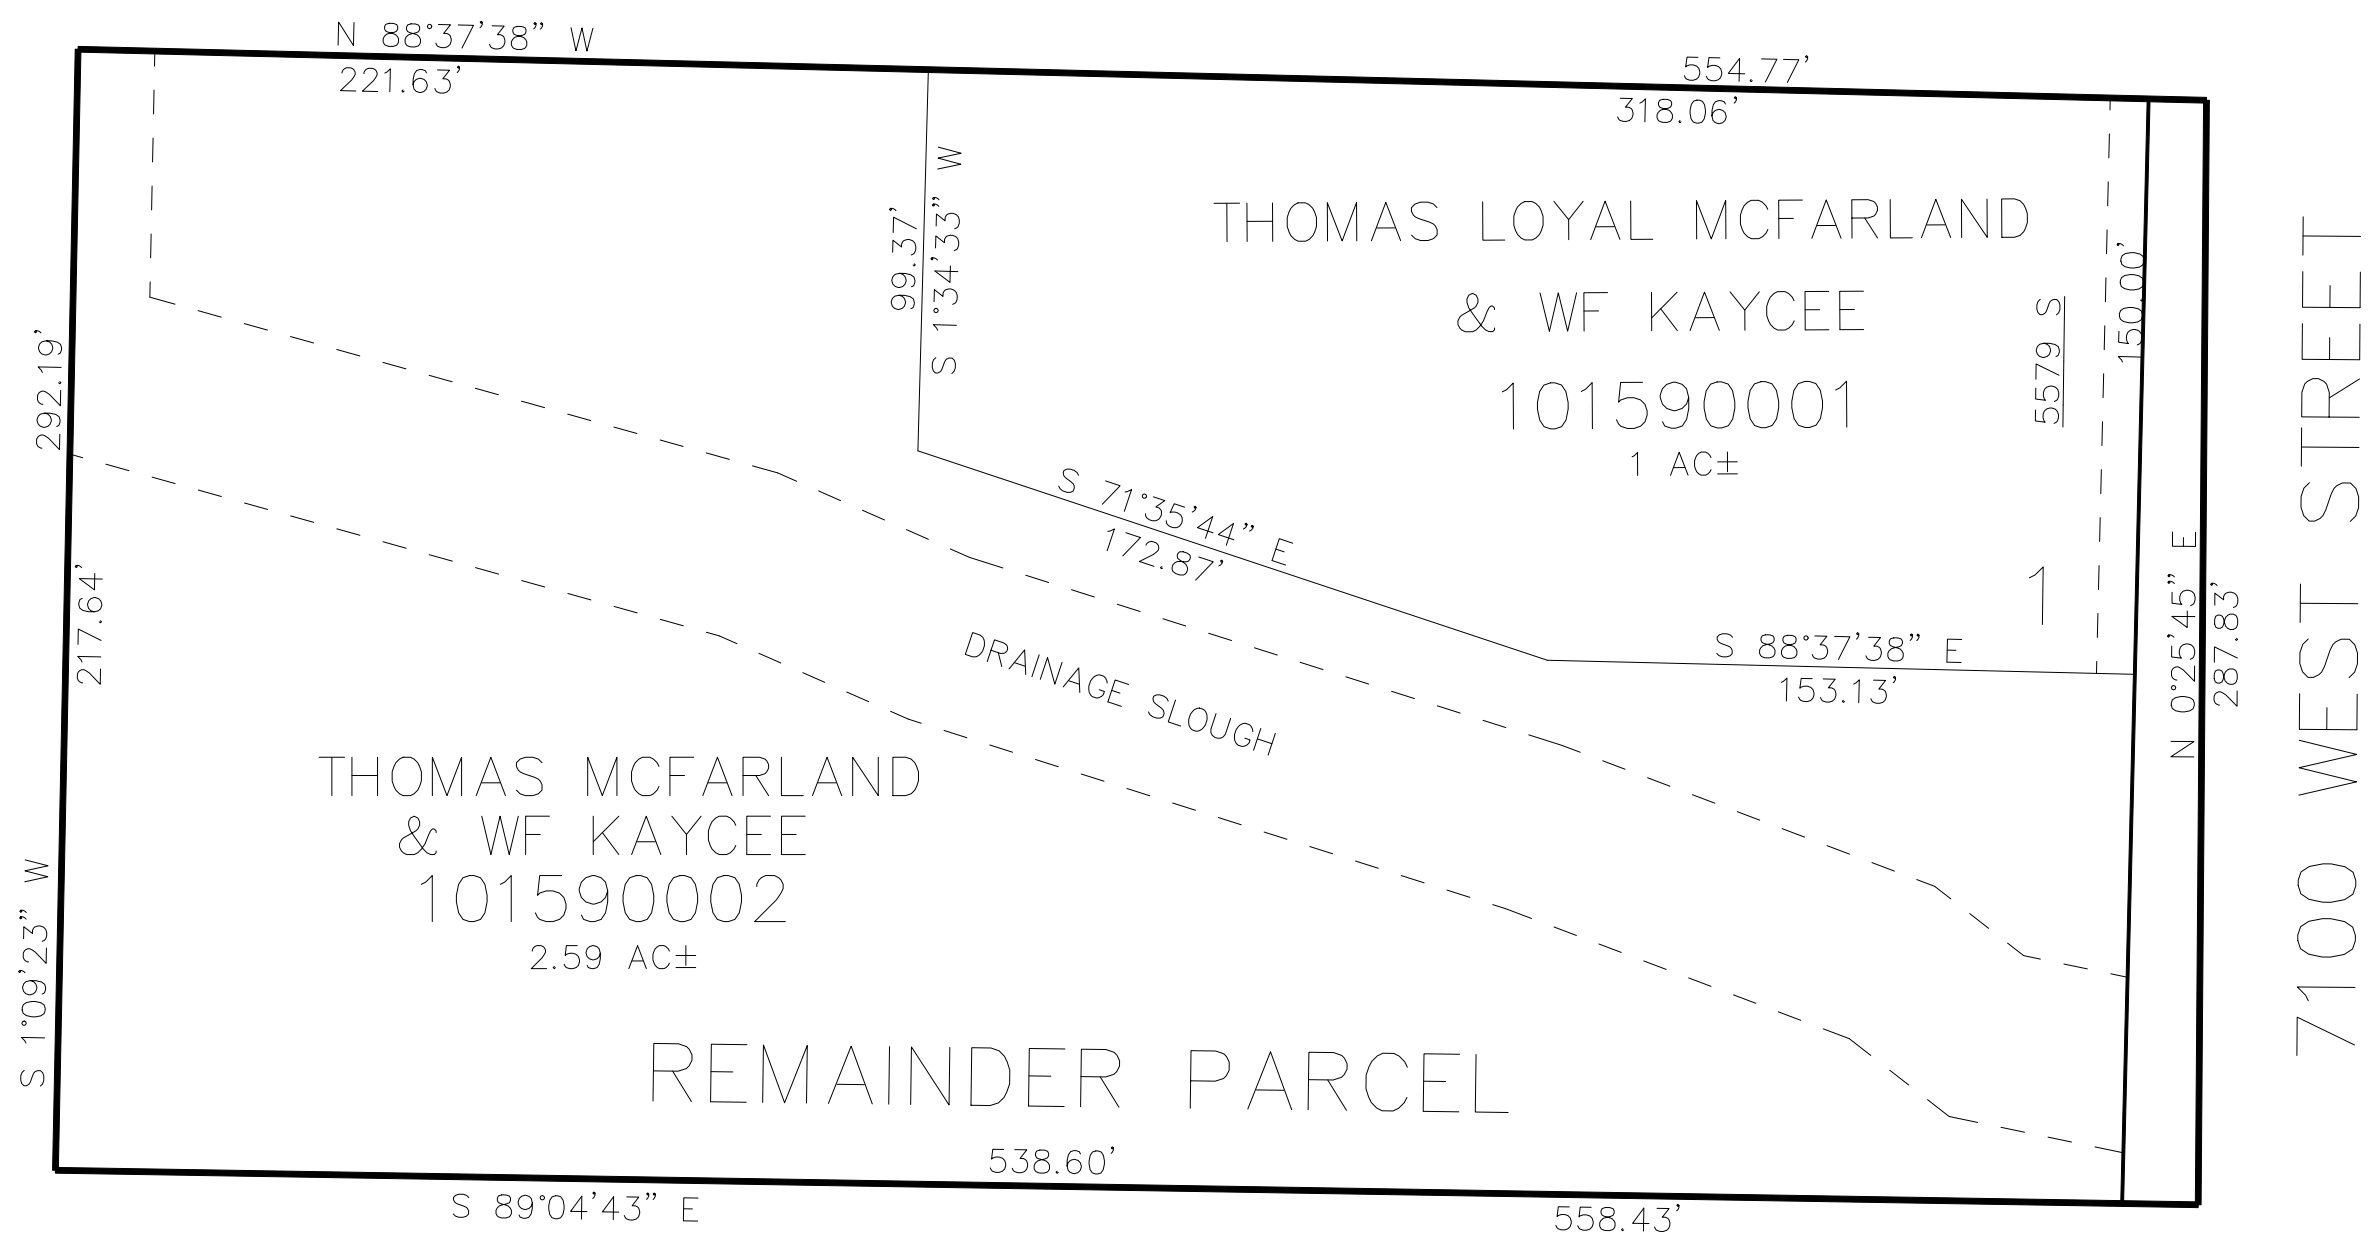 N 88°37'38" W
221.63'
554.77'
318.06'
99.37'
S 1°34'33" W
THOMAS LOYAL MCFARLAND
& WF KAYCEE
101590001
1 AC±
5579 S
150.00'
292.19'
217.64'
S 1°09'23" W
S 71°35'44" E
172.87'
1
S 88°37'38" E
153.13'
N 0°25'45" E
287.83'
7100 WEST STREET
DRAINAGE SLOUGH
THOMAS MCFARLAND
& WF KAYCEE
101590002
2.59 AC±
REMAINDER PARCEL
538.60'
S 89°04'43" E
558.43'